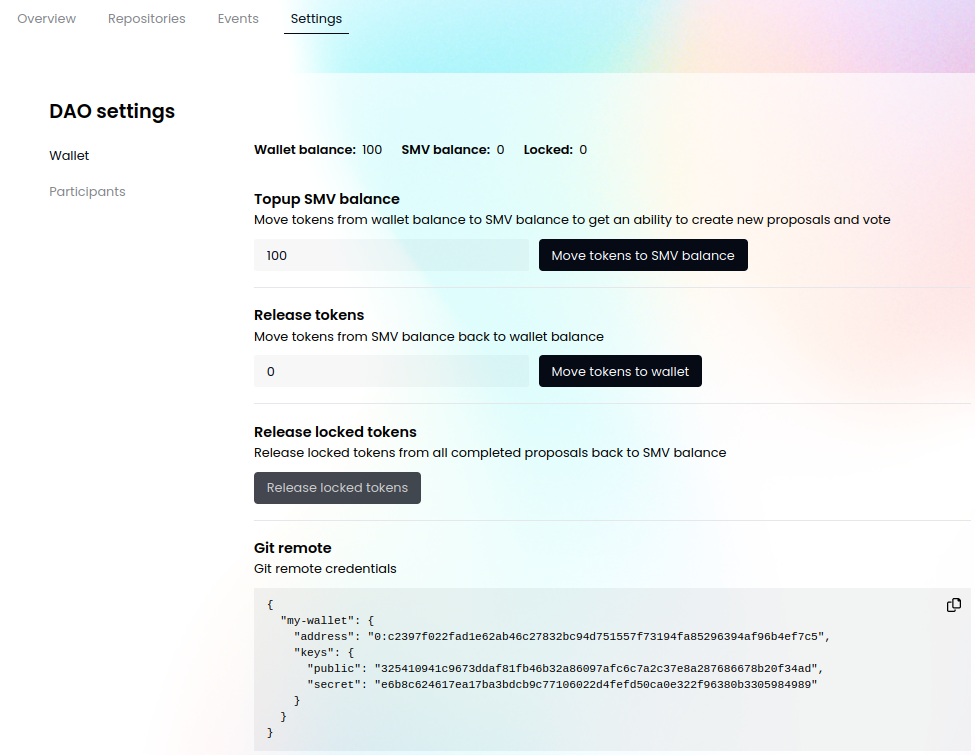 Overview Repositories Events Settings
DAO settings
Wallet
Participants
Wallet balance: 100 SMV balance: 0 Locked: 0
Topup SMV balance
Move tokens from wallet balance to SMV balance to get an ability to create new proposals and vote
100 Move tokens to SMV balance
Release tokens
Move tokens from SMV balance back to wallet balance
0 Move tokens to wallet
Release locked tokens
Release locked tokens from all completed proposals back to SMV balance
Release locked tokens
Git remote
Git remote credentials
{
"my-wallet": {
"address": "0:c2397f022fad1e62ab46c27832bc94d751557f73194fa85296394af96b4ef7c5",
"keys": {
"public": "325410941c9673ddaf81fb46b32a86097afc6c7a2c37e8a287686678b20f34ad",
"secret": "e6b8c624617ea17ba3bdcb9c77106022d4fefd50ca0e322f96380b3305984989"
}
}
}